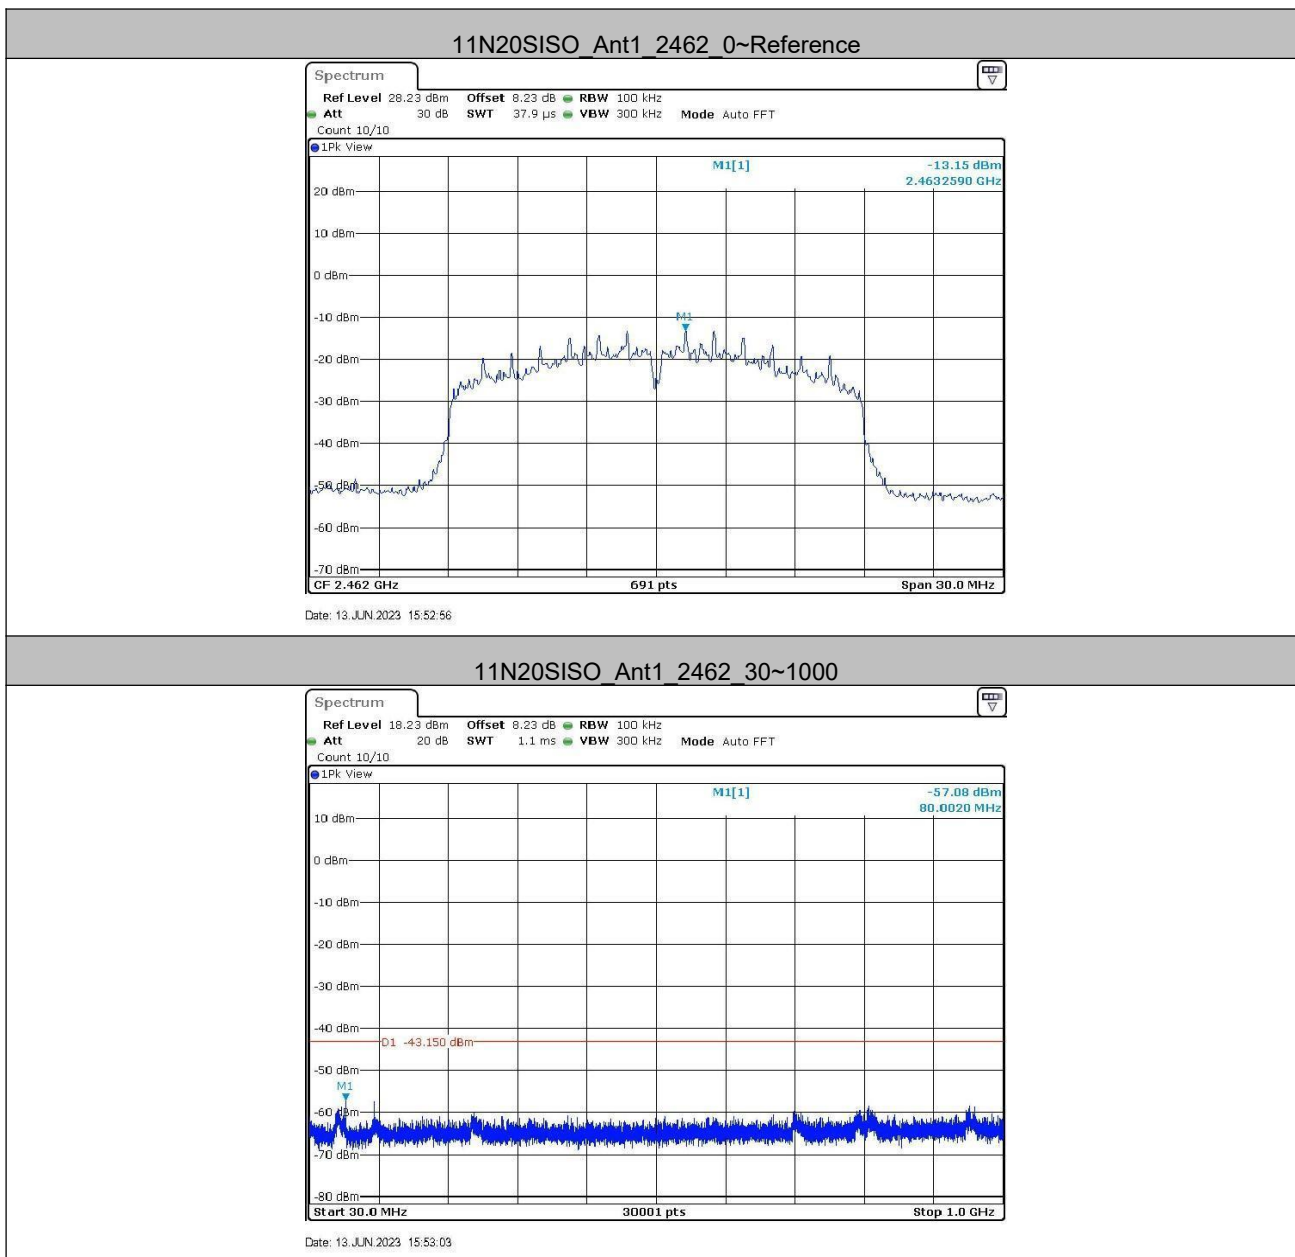 11N20SISO_Ant1_2462_0~Reference
Spectrum
Ref Level 28.23 dBm Offset 8.23 dB RBW 100 kHz
Att 30 dB SWT 37.9 µs VBW 300 kHz Mode Auto FFT
Count 10/10
1Pk View
M1[1] -13.15 dBm
2.4632590 GHz
20 dBm
10 dBm
0 dBm
-10 dBm
M1
-20 dBm
-30 dBm
-40 dBm
-50 dBm
-60 dBm
-70 dBm
CF 2.462 GHz 691 pts Span 30.0 MHz
Date: 13.JUN.2023 15:52:56
11N20SISO_Ant1_2462_30~1000
Spectrum
Ref Level 18.23 dBm Offset 8.23 dB RBW 100 kHz
Att 20 dB SWT 1.1 ms VBW 300 kHz Mode Auto FFT
Count 10/10
1Pk View
M1[1] -57.08 dBm
80.0020 MHz
10 dBm
0 dBm
-10 dBm
-20 dBm
-30 dBm
-40 dBm
D1 -43.150 dBm
-50 dBm
M1
-60 dBm
-70 dBm
-80 dBm
Start 30.0 MHz 30001 pts Stop 1.0 GHz
Date: 13.JUN.2023 15:53:03